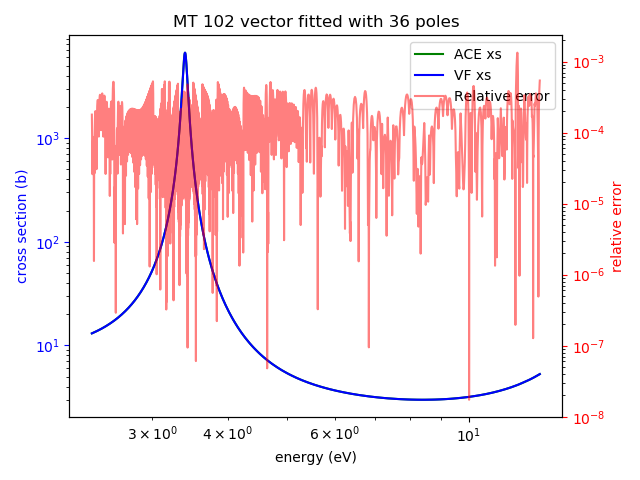 MT 102 vector fitted with 36 poles
ACE xs
VF xs
Relative error
cross section (b)
10³
10²
10¹
10⁻³
10⁻⁴
10⁻⁵
10⁻⁶
10⁻⁷
10⁻⁸
relative error
3 × 10⁰ 4 × 10⁰ 6 × 10⁰ 10¹
energy (eV)